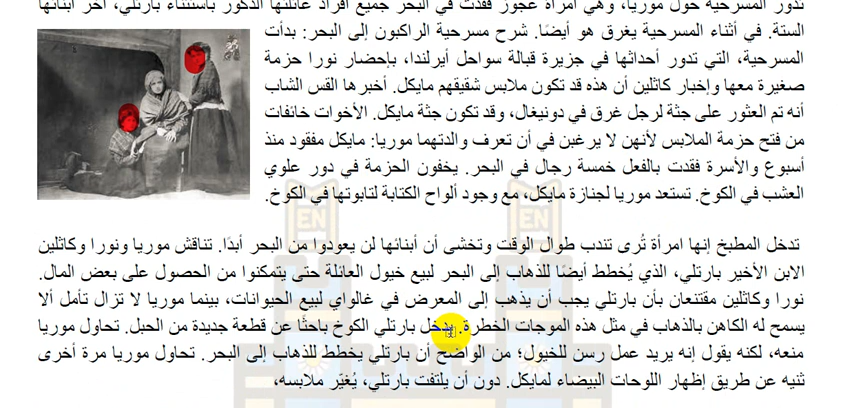 تدور المسرحية حول موريا، وهي امرأة عجوز فقدت في البحر جميع أفراد عائلتها الذكور باستثناء بارتلي، آخر أبنائها
الستة. في أثناء المسرحية يغرق هو أيضًا. شرح مسرحية الراكبون إلى البحر: بدأت
المسرحية، التي تدور أحداثها في جزيرة قبالة سواحل أيرلندا، بإحضار نورا حزمة
صغيرة معها وإخبار كاثلين أن هذه قد تكون ملابس شقيقهم مايكل. أخبرها القس الشاب
أنه تم العثور على جثة لرجل غرق في دونيغال، وقد تكون جثة مايكل. الأخوات خائفات
من فتح حزمة الملابس لأنهن لا يرغبن في أن تعرف والدتهما موريا: مايكل مفقود منذ
أسبوع والأسرة فقدت بالفعل خمسة رجال في البحر. يخفون الحزمة في دور علوي
العشب في الكوخ. تستعد موريا لجنازة مايكل، مع وجود ألواح الكتابة لتابوتها في الكوخ.
تدخل المطبخ إنها امرأة تُرى تندب طوال الوقت وتخشى أن أبنائها لن يعودوا من البحر أبدًا. تناقش موريا ونورا وكاثلين
الابن الأخير بارتلي، الذي يُخطط أيضًا للذهاب إلى البحر لبيع خيول العائلة حتى يتمكنوا من الحصول على بعض المال.
نورا وكاثلين مقتنعان بأن بارتلي يجب أن يذهب إلى المعرض في غالواي لبيع الحيوانات، بينما موريا لا تزال تأمل ألا
يسمح له الكاهن بالذهاب في مثل هذه الموجات الخطرة. يدخل بارتلي الكوخ باحثًا عن قطعة جديدة من الحبل. تحاول موريا
منعه، لكنه يقول إنه يريد عمل رسن للخيول؛ من الواضح أن بارتلي يخطط للذهاب إلى البحر. تحاول موريا مرة أخرى
ثنيه عن طريق إظهار اللوحات البيضاء لمايكل. دون أن يلتفت بارتلي، يُغيّر ملابسه،
EN
EN